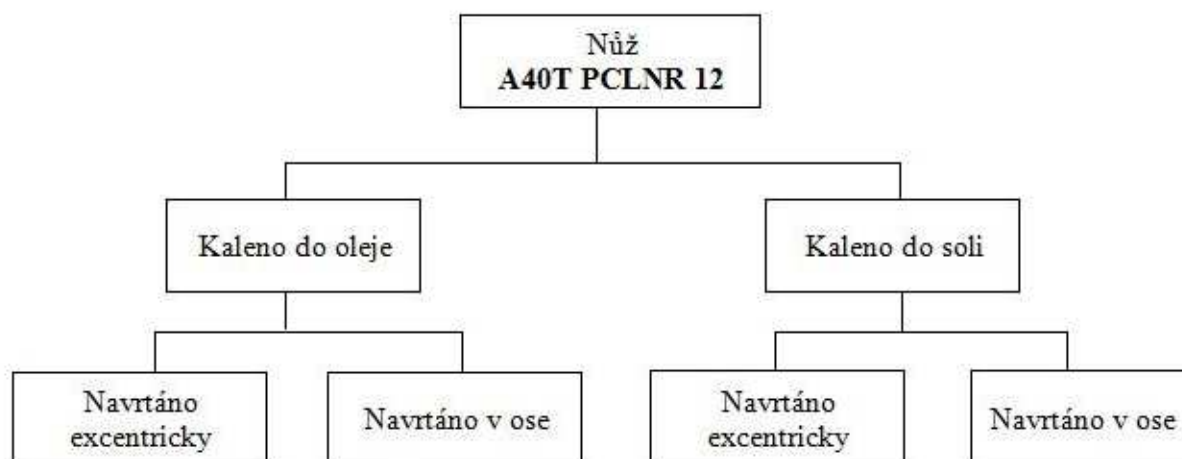 Nůž
A40T PCLNR 12
Kaleno do oleje
Kaleno do soli
Navrtáno
excentricky
Navrtáno v ose
Navrtáno
excentricky
Navrtáno v ose